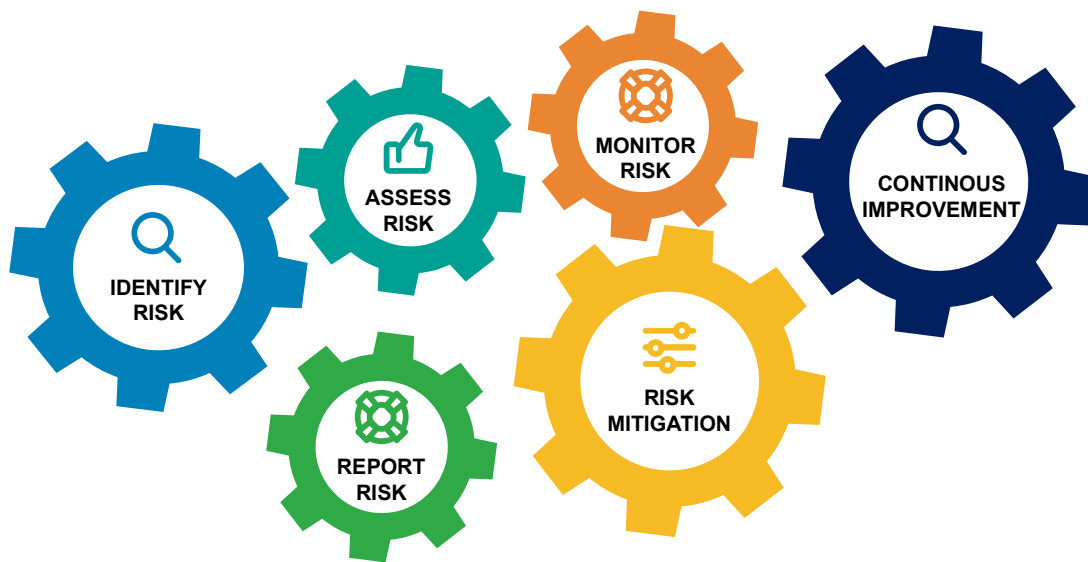 IDENTIFY
RISK
ASSESS
RISK
MONITOR
RISK
CONTINOUS
IMPROVEMENT
REPORT
RISK
RISK
MITIGATION